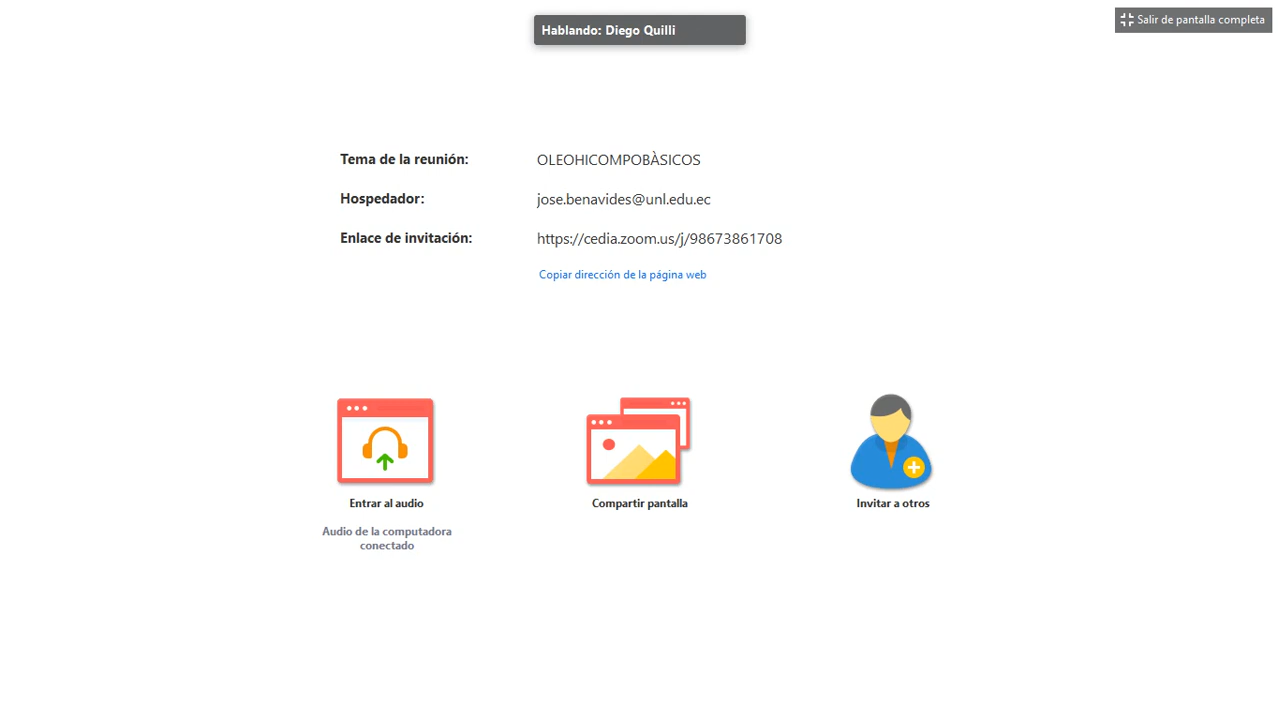 Hablando: Diego Quilli
Salir de pantalla completa
Tema de la reunión: OLEOHICOMPOBÀSICOS
Hospedador: jose.benavides@unl.edu.ec
Enlace de invitación: https://cedia.zoom.us/j/98673861708
Copiar dirección de la página web
Entrar al audio
Compartir pantalla
Invitar a otros
Audio de la computadora
conectado